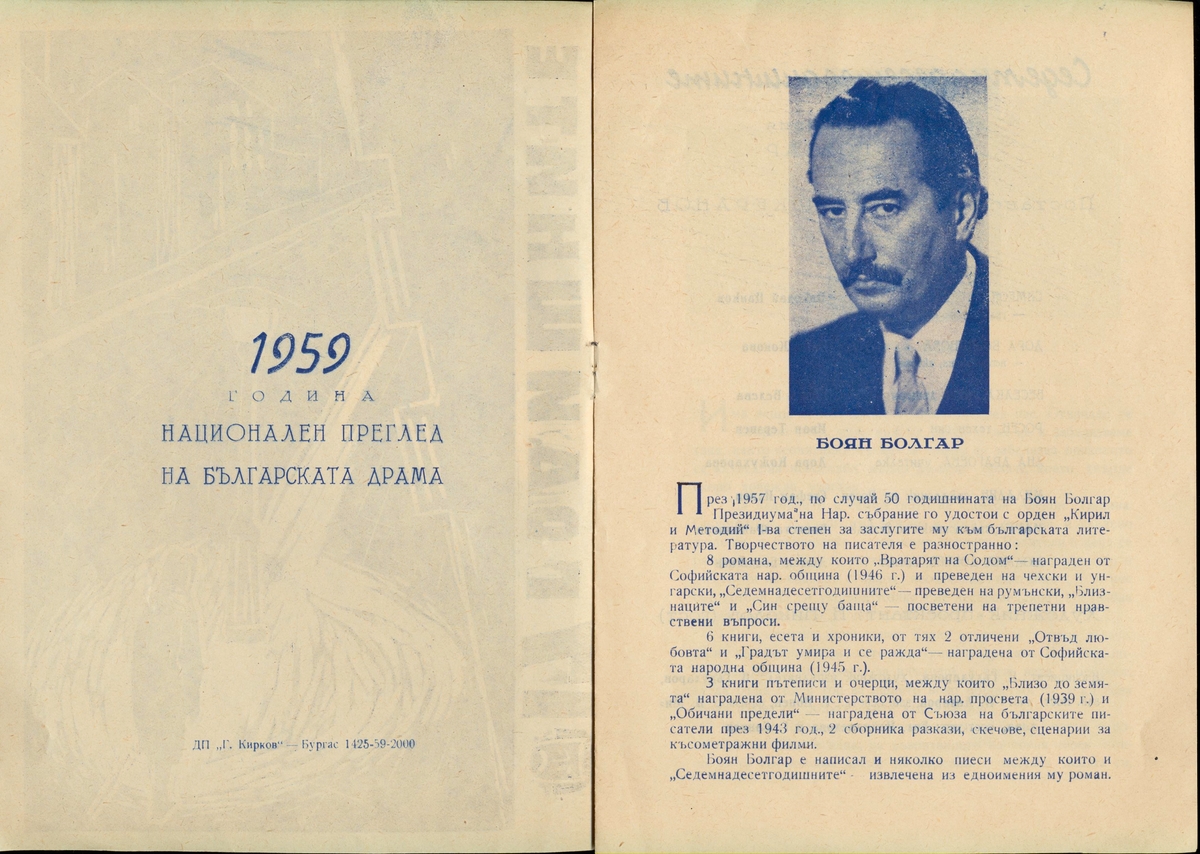 1959
ГОДИНА
НАЦИОНАЛЕН ПРЕГЛЕД
НА БЪЛГАРСКАТА ДРАМА
ДП „Г. Кирков“ — Бургас 1425-59-2000
БОЯН БОЛГАР
През 1957 год., по случай 50 годишнината на Боян Болгар
Президиума на Нар. събрание го удостои с орден „Кирил
и Методий“ I-ва степен за заслугите му към българската лите-
ратура. Творчеството на писателя е разностранно:
8 романа, между които „Вратарят на Содом“ — награден от
Софийската нар. община (1946 г.) и преведен на чехски и ун-
гарски, „Седемнадесетгодишните“ — преведен на румънски, „Близ-
наците“ и „Син срещу баща“ — посветени на трепетни нрав-
ствени въпроси.
6 книги, есета и хроники, от тях 2 отличени „Отвъд лю-
бовта“ и „Градът умира и се ражда“ — наградена от Софийска-
та народна община (1945 г.).
3 книги пътеписи и очерци, между които „Близо до земя-
та“ наградена от Министерството на нар. просвета (1939 г.) и
„Обичани предели“ — наградена от Съюза на българските пи-
сатели през 1943 год., 2 сборника разкази, скечове, сценарии за
късометражни филми.
Боян Болгар е написал и няколко пиеси между които и
„Седемнадесетгодишните“ - извлечена из едноимения му роман.